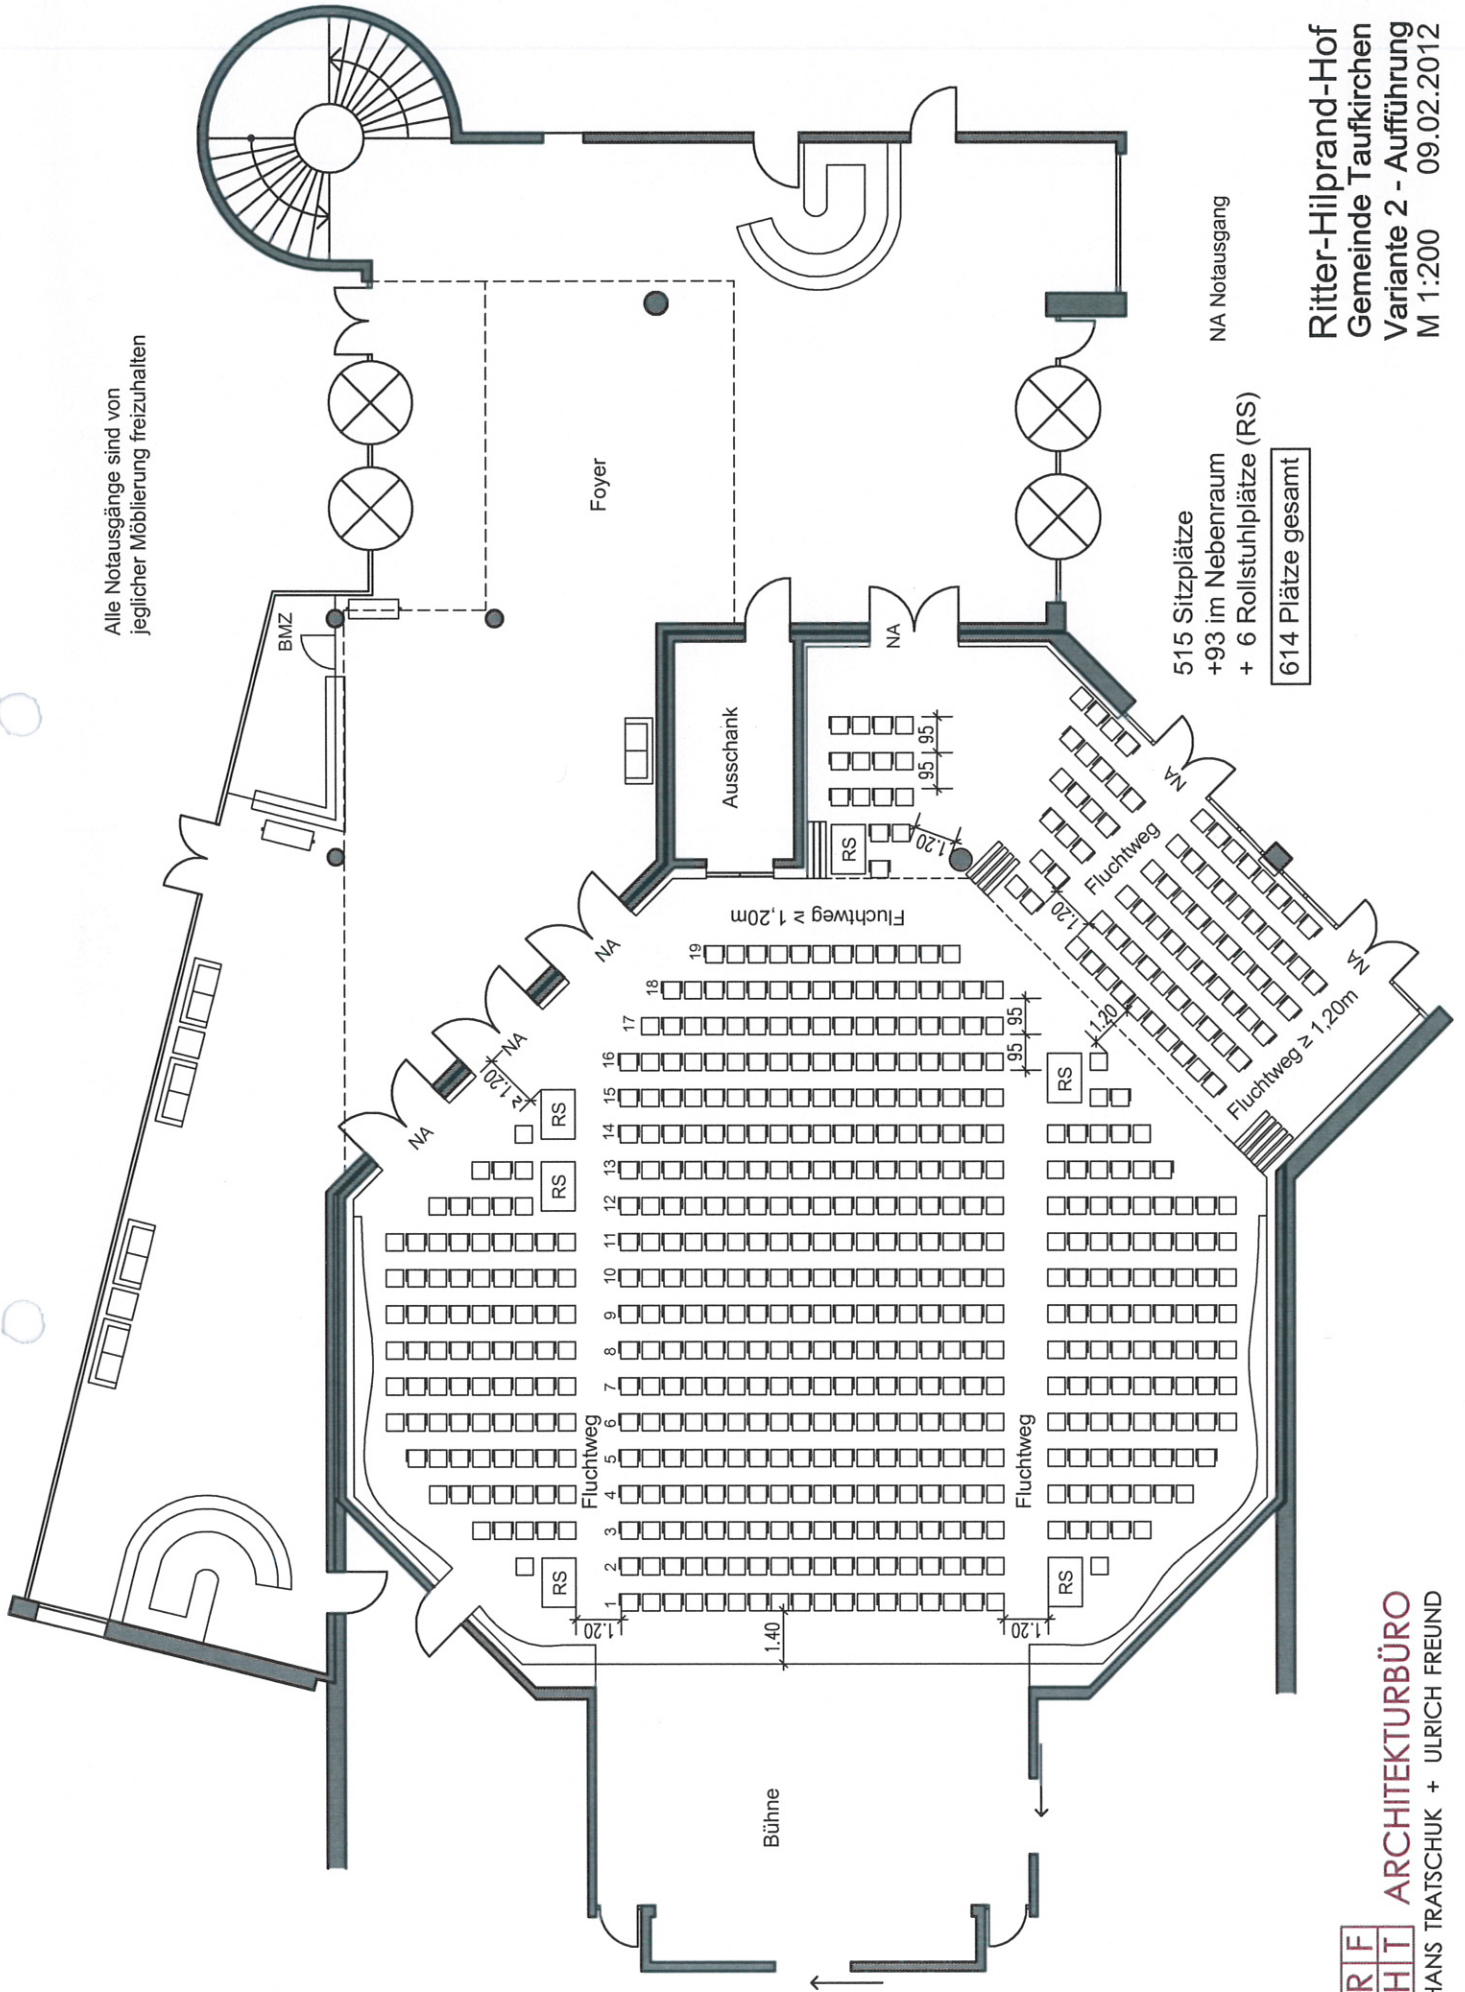 Alle Notausgänge sind von
jeglicher Möblierung freizuhalten
BMZ
Foyer
Ausschank
NA
95
95
RS
1.20
Fluchtweg ≥ 1,20m
NA
NA
NA
≥ 1.20
RS
RS
19
18
17
16
15
14
13
12
11
10
9
8
7
6
5
4
3
2
1
95
95
Fluchtweg
1.20
NA
NA
1.20
Fluchtweg ≥ 1,20m
RS
Fluchtweg
Fluchtweg
RS
RS
1.20
1.40
1.20
Bühne
515 Sitzplätze
+93 im Nebenraum
+ 6 Rollstuhlplätze (RS)
614 Plätze gesamt
NA Notausgang
Ritter-Hilprand-Hof
Gemeinde Taufkirchen
Variante 2 - Aufführung
M 1:200 09.02.2012
R F
H T
ARCHITEKTURBÜRO
HANS TRATSCHUK + ULRICH FREUND